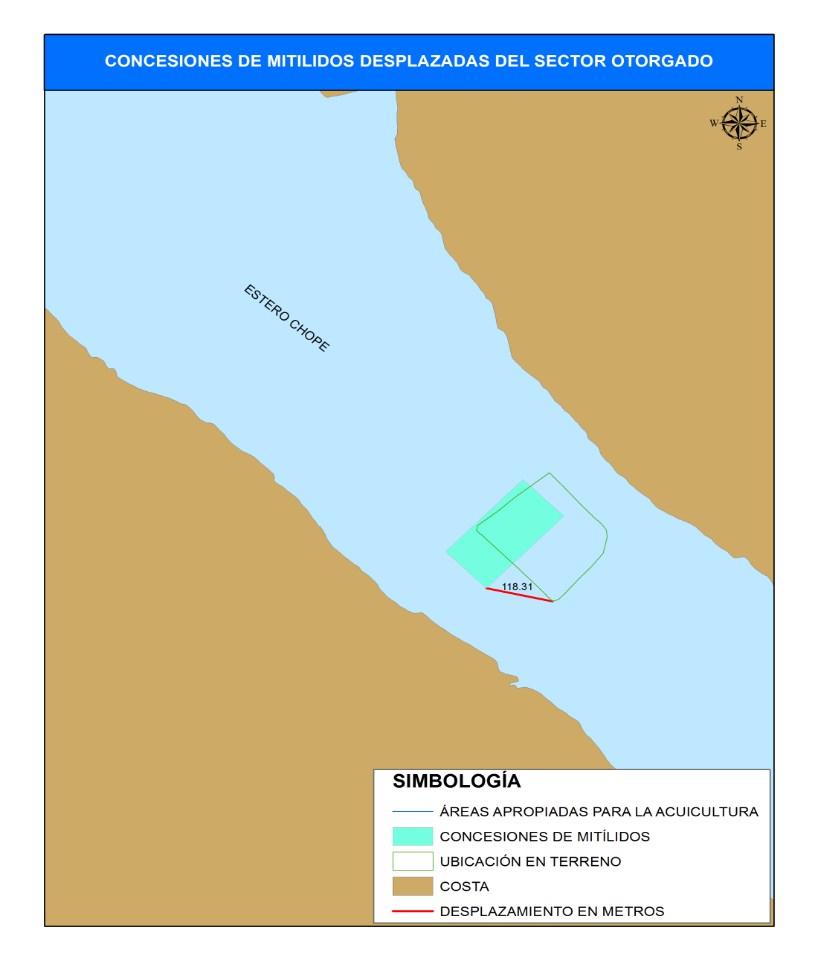 CONCESIONES DE MITILIDOS DESPLAZADAS DEL SECTOR OTORGADO
N
W E
S
ESTERO CHOPE
118.31
SIMBOLOGÍA
ÁREAS APROPIADAS PARA LA ACUICULTURA
CONCESIONES DE MITÍLIDOS
UBICACIÓN EN TERRENO
COSTA
DESPLAZAMIENTO EN METROS